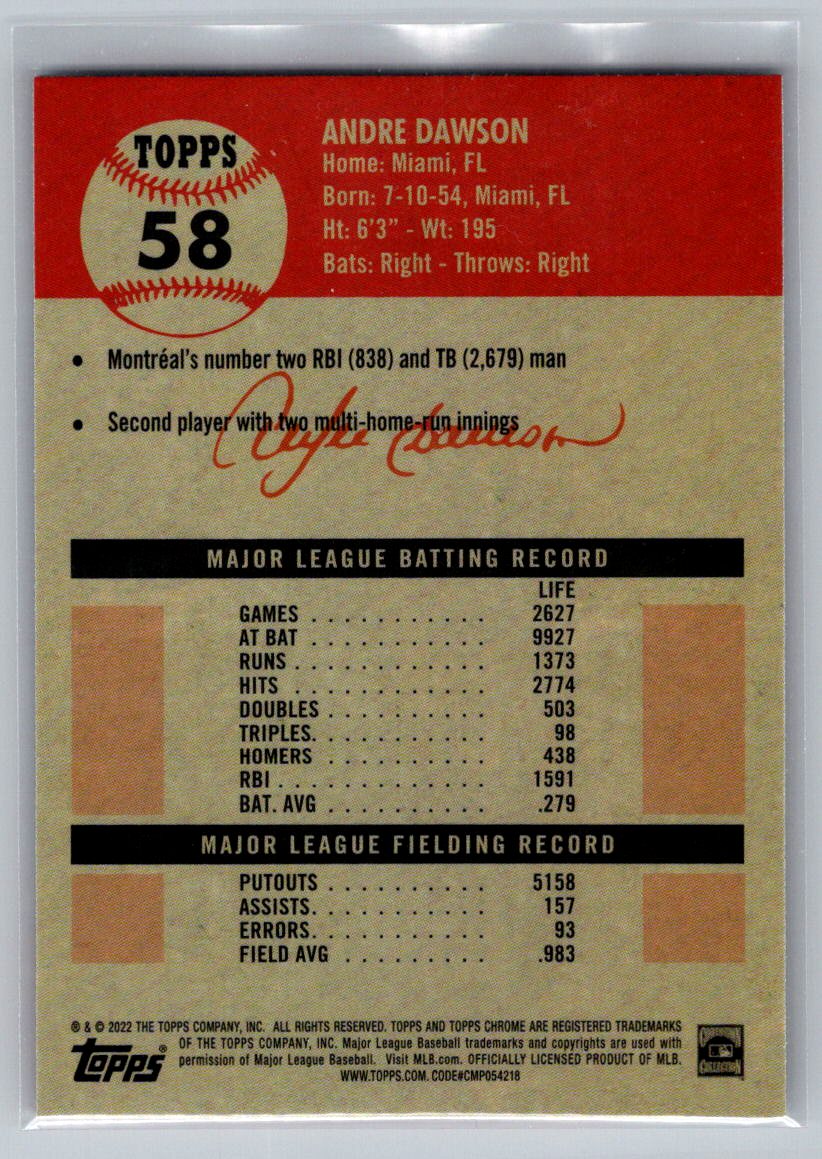 TOPPS
58
ANDRE DAWSON
Home: Miami, FL
Born: 7-10-54, Miami, FL
Ht: 6'3" - Wt: 195
Bats: Right - Throws: Right
• Montréal's number two RBI (838) and TB (2,679) man
• Second player with two multi-home-run innings
Andre Dawson
MAJOR LEAGUE BATTING RECORD
LIFE
GAMES . . . . . . . . . . . 2627
AT BAT . . . . . . . . . . . 9927
RUNS . . . . . . . . . . . . 1373
HITS . . . . . . . . . . . . 2774
DOUBLES . . . . . . . . . . 503
TRIPLES. . . . . . . . . . . 98
HOMERS . . . . . . . . . . 438
RBI . . . . . . . . . . . . . 1591
BAT. AVG . . . . . . . . . . .279
MAJOR LEAGUE FIELDING RECORD
PUTOUTS . . . . . . . . . . 5158
ASSISTS. . . . . . . . . . . 157
ERRORS. . . . . . . . . . . 93
FIELD AVG . . . . . . . . . .983
® & © 2022 THE TOPPS COMPANY, INC. ALL RIGHTS RESERVED. TOPPS AND TOPPS CHROME ARE REGISTERED TRADEMARKS
OF THE TOPPS COMPANY, INC. Major League Baseball trademarks and copyrights are used with
permission of Major League Baseball. Visit MLB.com. OFFICIALLY LICENSED PRODUCT OF MLB.
WWW.TOPPS.COM. CODE#CMP054218
Topps®
COOPERSTOWN
COLLECTION